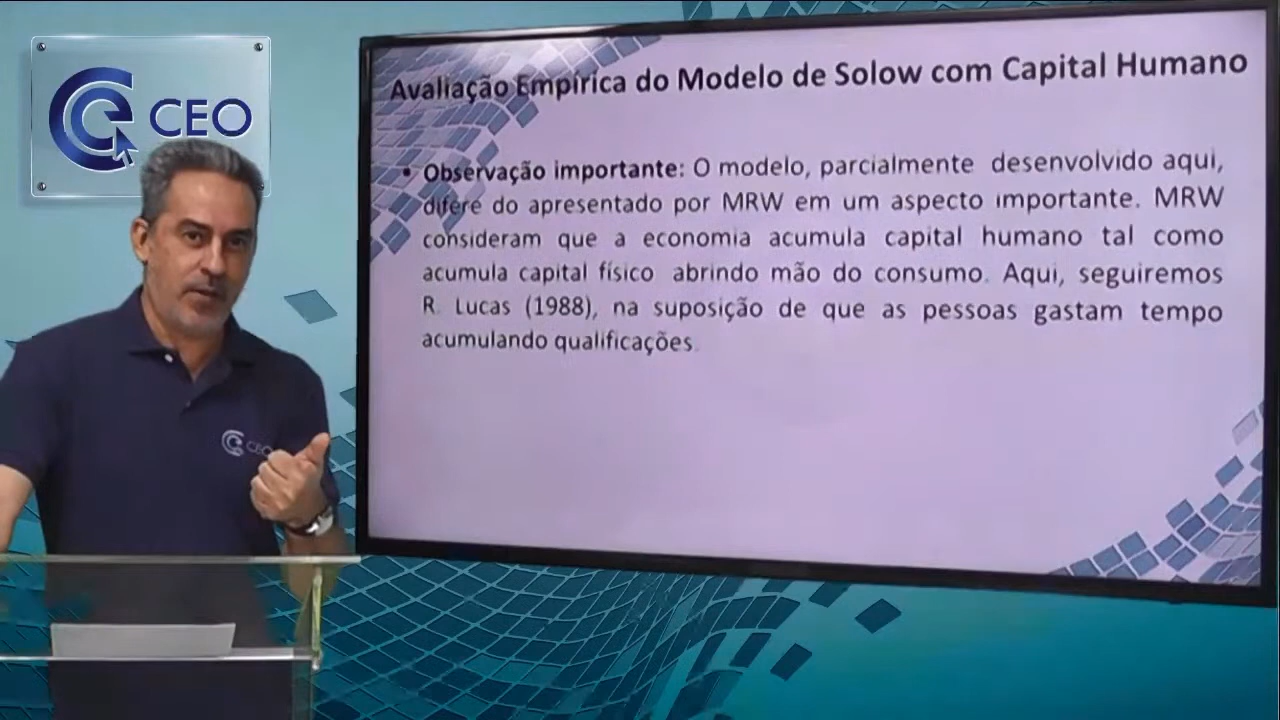 CEO
Avaliação Empírica do Modelo de Solow com Capital Humano
• Observação importante: O modelo, parcialmente desenvolvido aqui,
difere do apresentado por MRW em um aspecto importante. MRW
consideram que a economia acumula capital humano tal como
acumula capital físico abrindo mão do consumo. Aqui, seguiremos
R. Lucas (1988), na suposição de que as pessoas gastam tempo
acumulando qualificações.
CEO